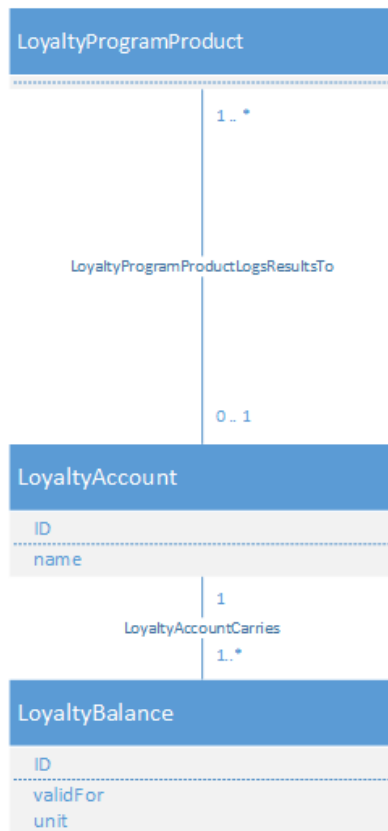 LoyaltyProgramProduct
1.. *
LoyaltyProgramProductLogsResultsTo
0.. 1
LoyaltyAccount
ID
name
1
LoyaltyAccountCarries
1..*
LoyaltyBalance
ID
validFor
unit